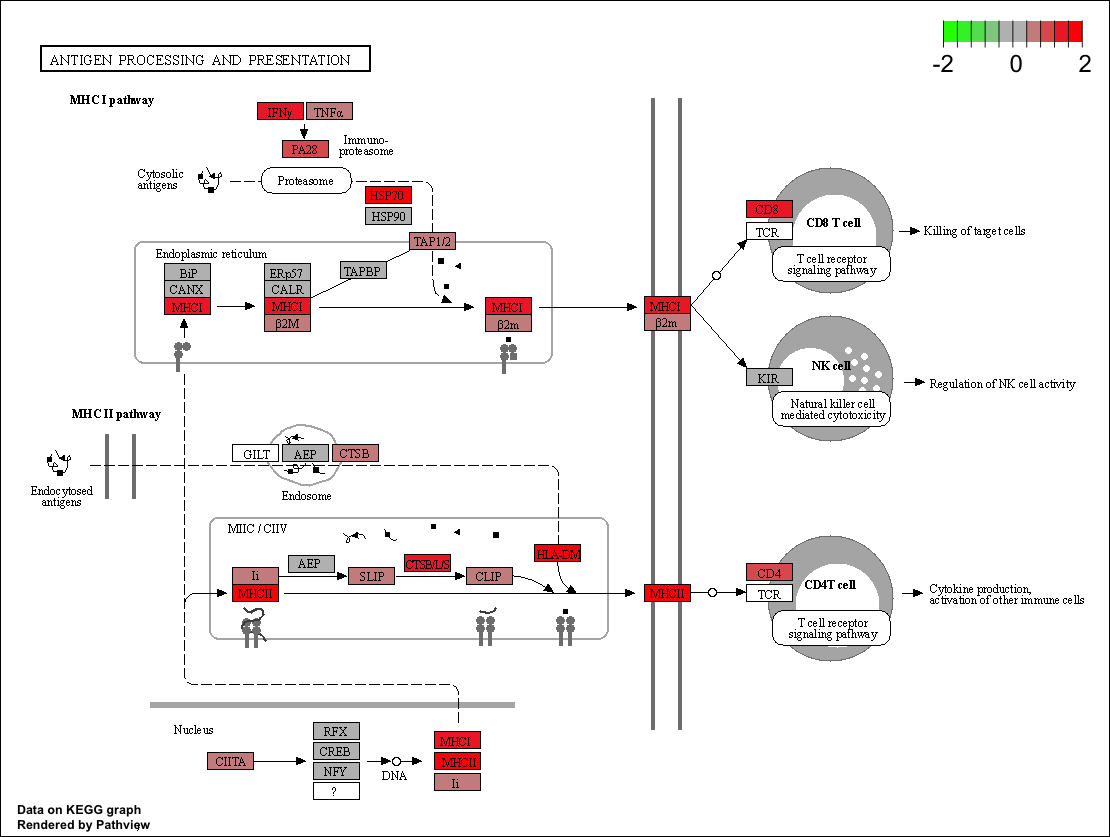 -2 0 2
ANTIGEN PROCESSING AND PRESENTATION
MHC I pathway
IFNγ TNFα
PA28
Immuno-
proteasome
Cytosolic
antigens
Proteasome
HSP70
HSP90
TAP1/2
Endoplasmic reticulum
BiP
CANX
MHCI
ERp57
CALR
MHCI
β2M
TAPBP
MHCI
β2m
MHCI
β2m
CD8
TCR
CD8 T cell
T cell receptor
signaling pathway
Killing of target cells
KIR
NK cell
Natural killer cell
mediated cytotoxicity
Regulation of NK cell activity
MHC II pathway
Endocytosed
antigens
GILT AEP CTSB
Endosome
MIIC / CIIV
Ii
MHCII
AEP
SLIP
CTSB/L/S
CLIP
HLA-DM
MHCII
CD4
TCR
CD4T cell
T cell receptor
signaling pathway
Cytokine production,
activation of other immune cells
Nucleus
CIITA
RFX
CREB
NFY
?
DNA
MHCI
MHCII
Ii
Data on KEGG graph
Rendered by Pathview